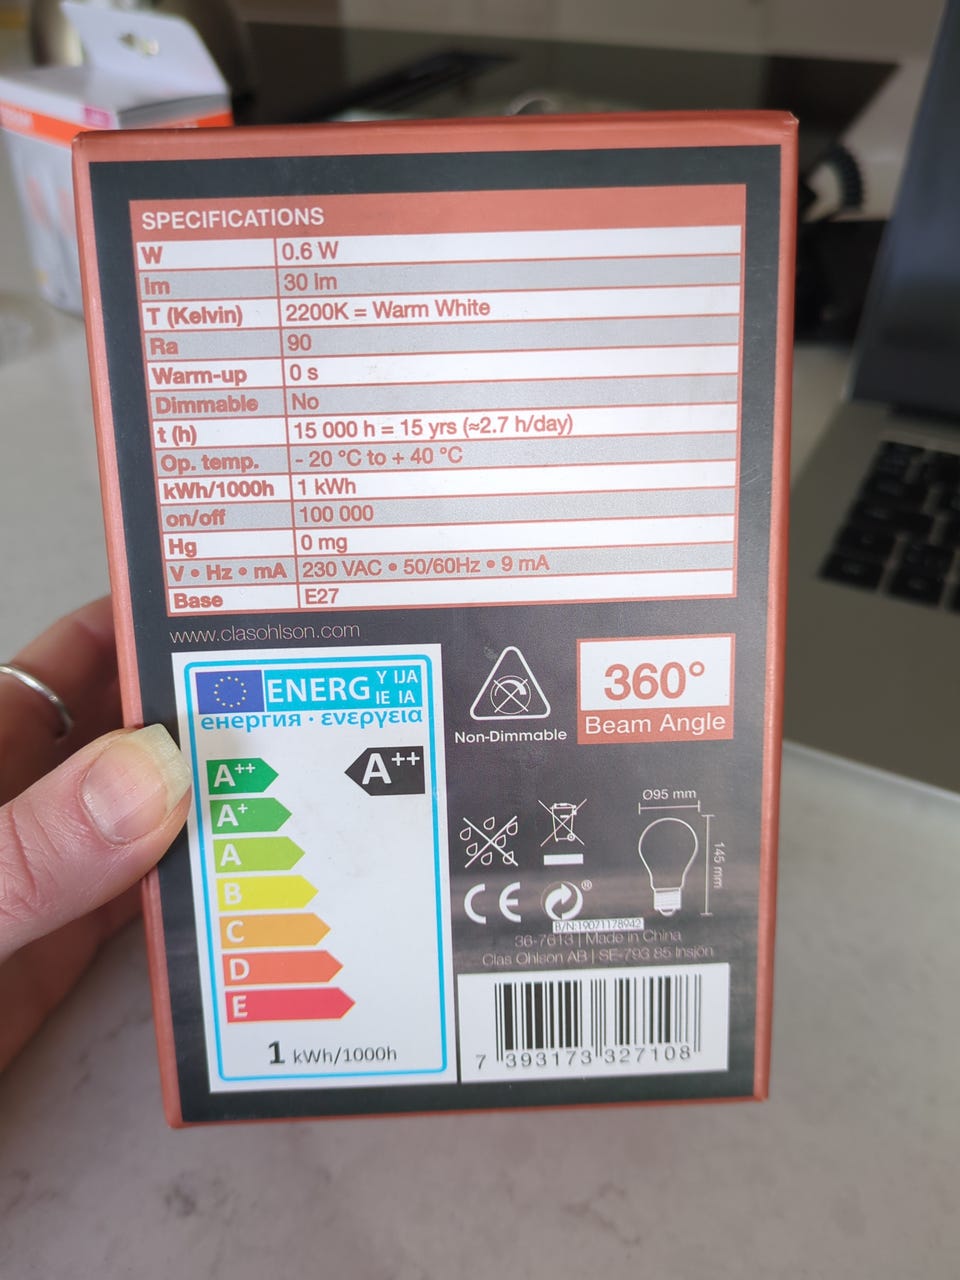 SPECIFICATIONS
W 0.6 W
lm 30 lm
T (Kelvin) 2200K = Warm White
Ra 90
Warm-up 0 s
Dimmable No
t (h) 15 000 h = 15 yrs (≈2.7 h/day)
Op. temp. - 20 °C to + 40 °C
kWh/1000h 1 kWh
on/off 100 000
Hg 0 mg
V • Hz • mA 230 VAC • 50/60Hz • 9 mA
Base E27
www.clasohlson.com
ENERG Y IJA
IE IA
енергия · ενεργεια
A++
A++
A+
A
B
C
D
E
1 kWh/1000h
Non-Dimmable
360°
Beam Angle
Ø95 mm
145 mm
CE
®
B/N:19071178942
36-7613 | Made in China
Clas Ohlson AB | SE-793 85 Insjön
7 393173 327108